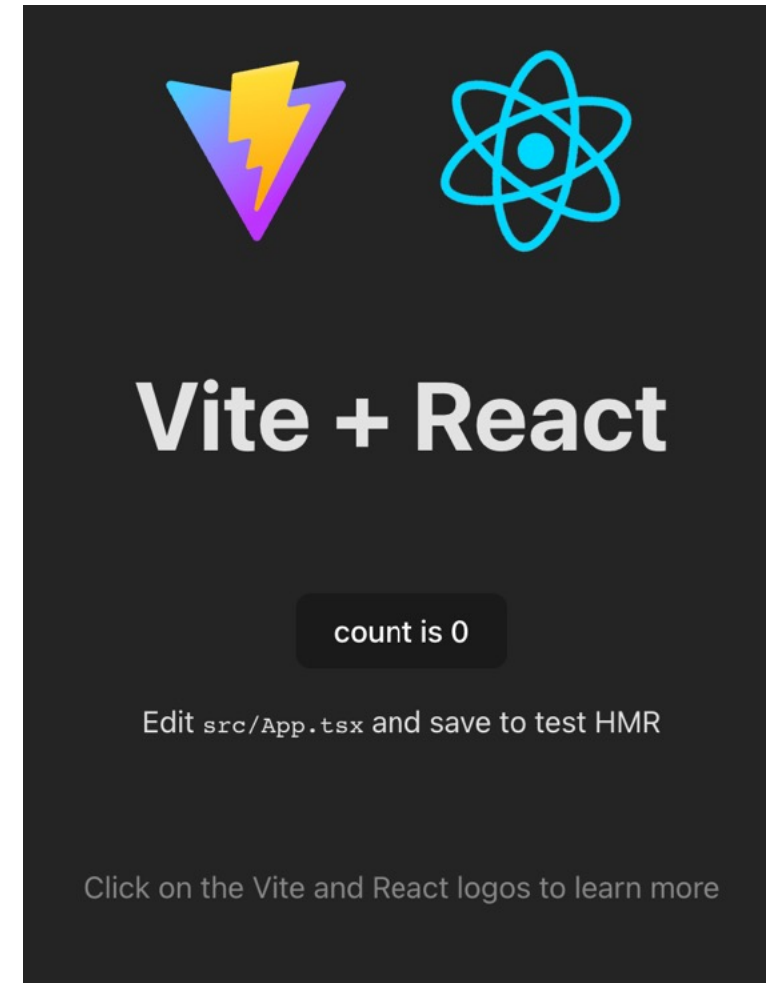 Vite + React
count is 0
Edit src/App.tsx and save to test HMR
Click on the Vite and React logos to learn more